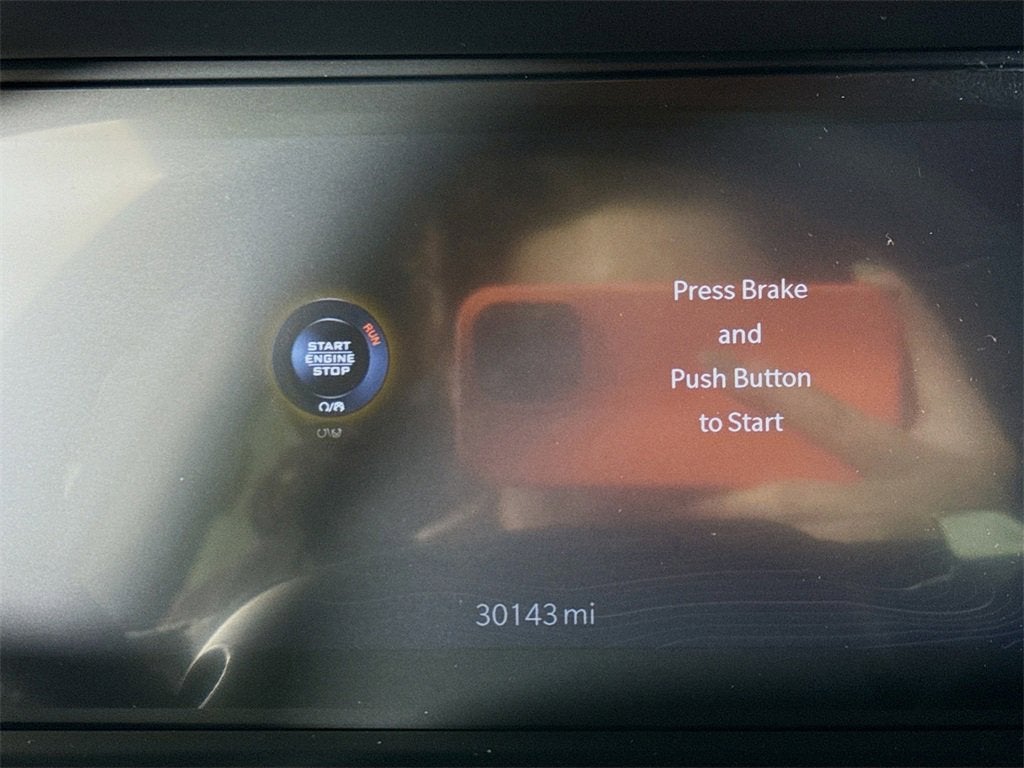 START
ENGINE
STOP
RUN
Press Brake
and
Push Button
to Start
30143 mi